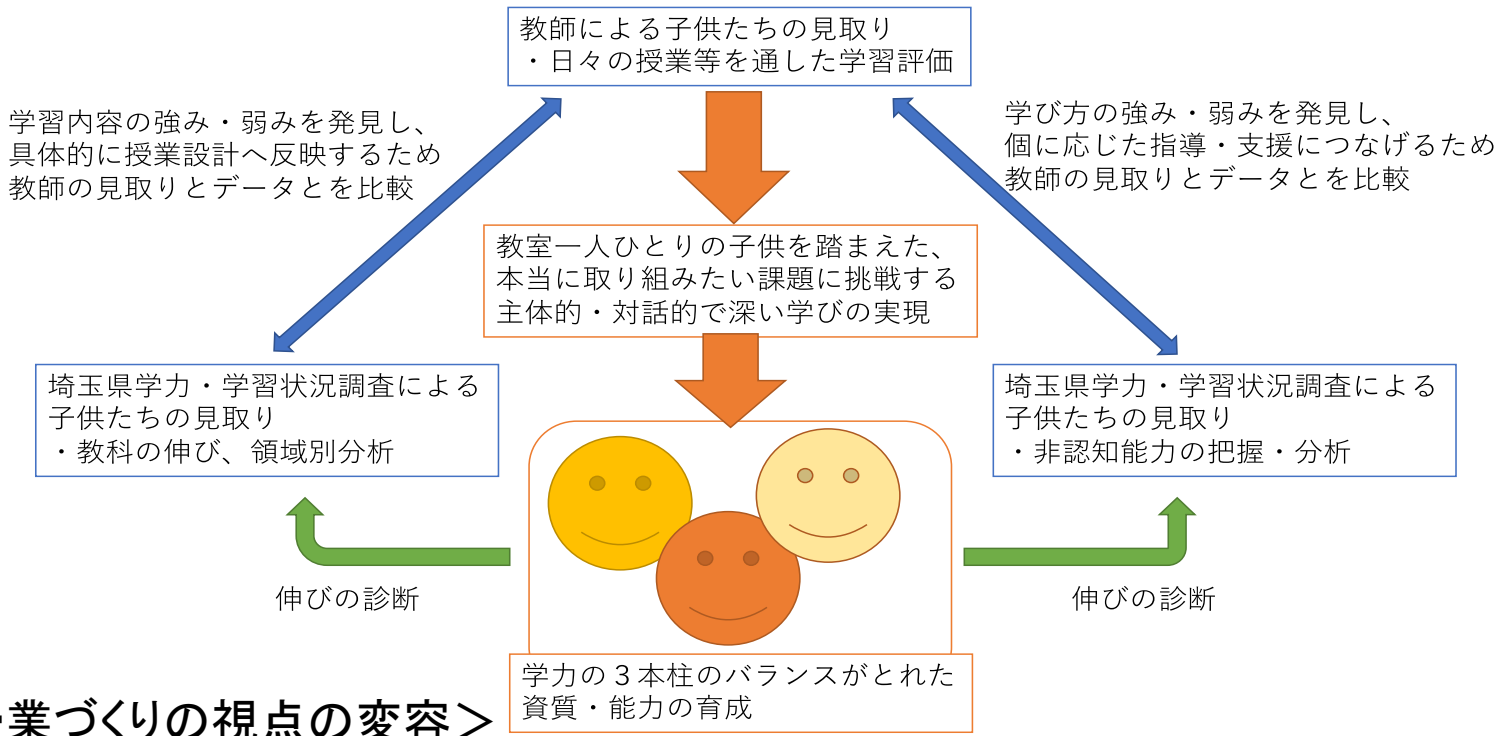 教師による子供たちの見取り
・日々の授業等を通した学習評価
学習内容の強み・弱みを発見し、
具体的に授業設計へ反映するため
教師の見取りとデータとを比較
学び方の強み・弱みを発見し、
個に応じた指導・支援につなげるため
教師の見取りとデータとを比較
教室一人ひとりの子供を踏まえた、
本当に取り組みたい課題に挑戦する
主体的・対話的で深い学びの実現
埼玉県学力・学習状況調査による
子供たちの見取り
・教科の伸び、領域別分析
埼玉県学力・学習状況調査による
子供たちの見取り
・非認知能力の把握・分析
伸びの診断
伸びの診断
学力の３本柱のバランスがとれた
資質・能力の育成
業づくりの視点の変容＞